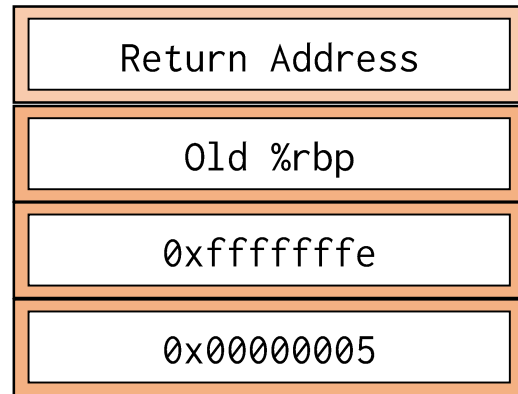 Return Address
Old %rbp
0xfffffffe
0x00000005